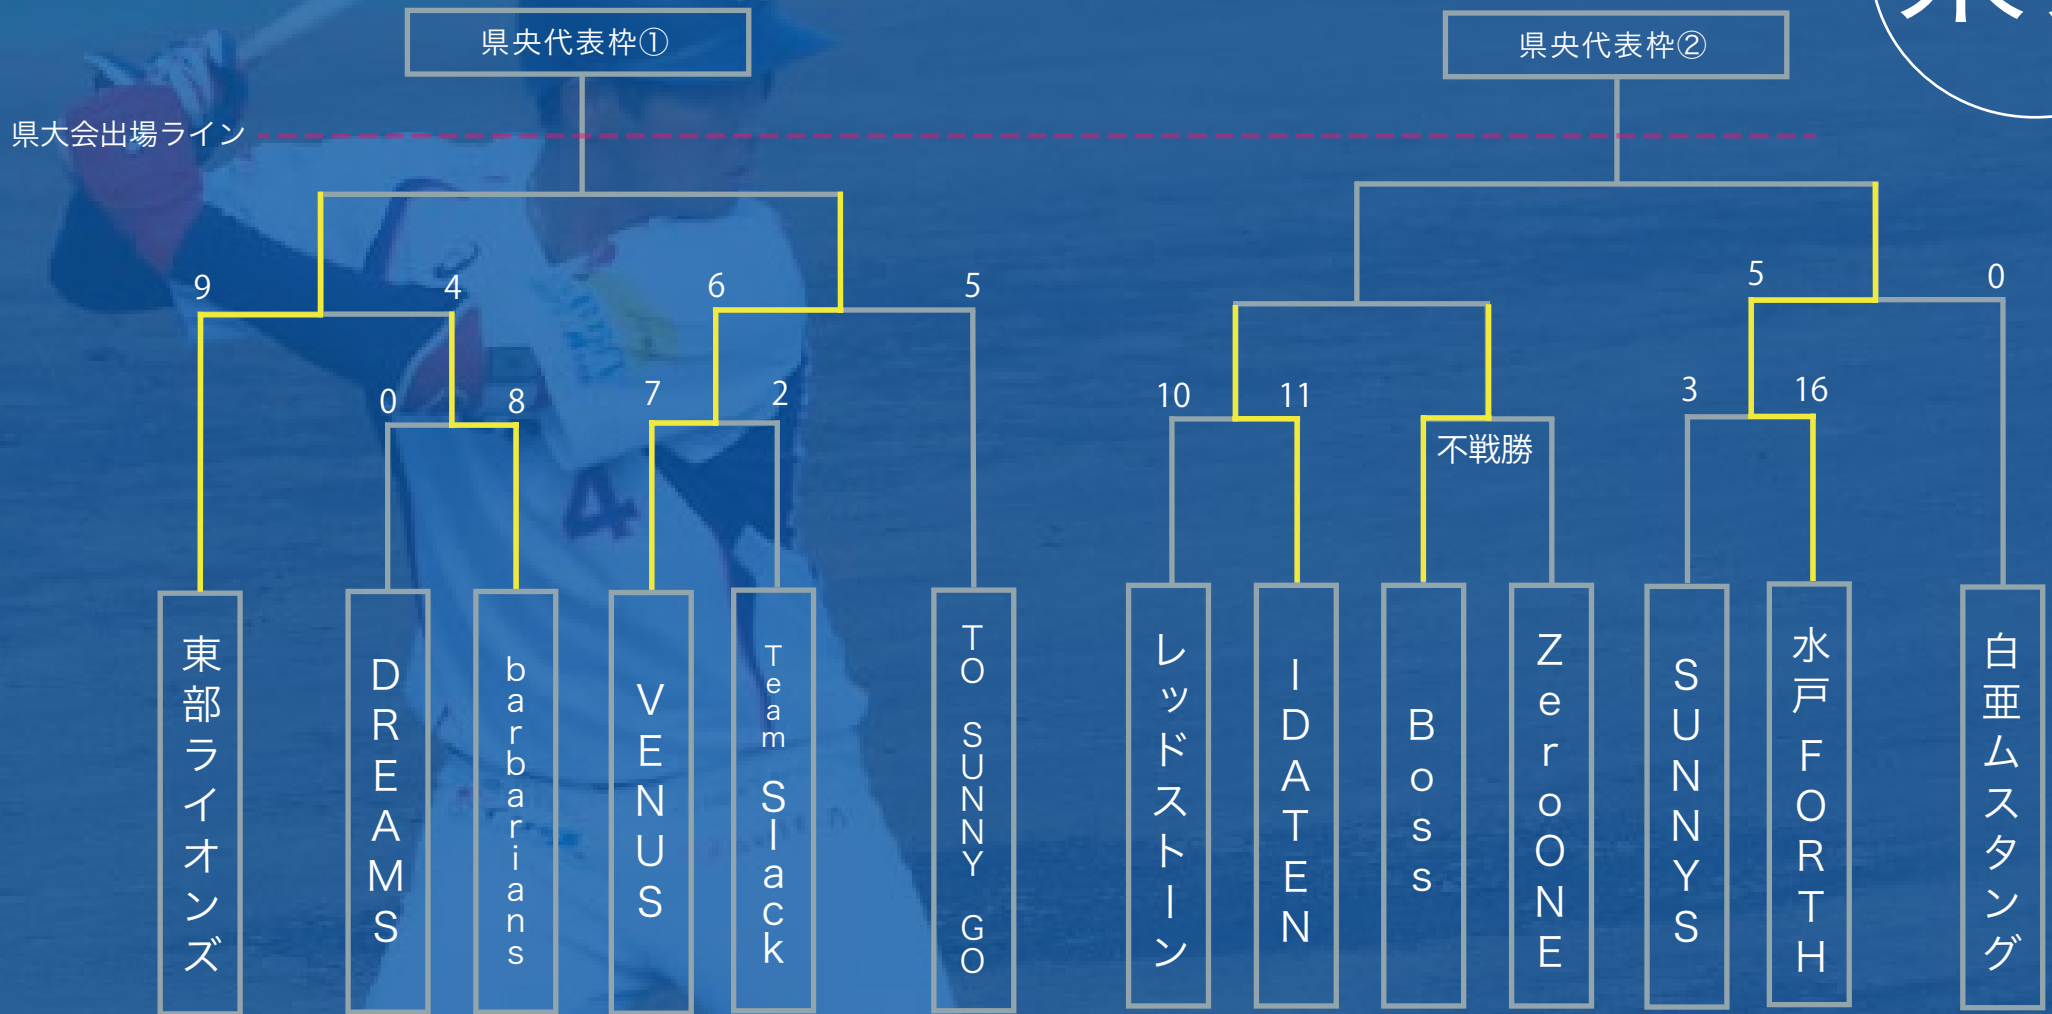 県央代表枠①
県央代表枠②
県大会出場ライン
9
4
6
5
5
0
0
8
7
2
10
11
3
16
不戦勝
東部ライオンズ
DREAMS
barbarians
VENUS
Team Slack
TO SUNNY GO
レッドストーン
IDATEN
Boss
ZeroONE
SUNNYS
水戸 FORTH
白亜ムスタング
4